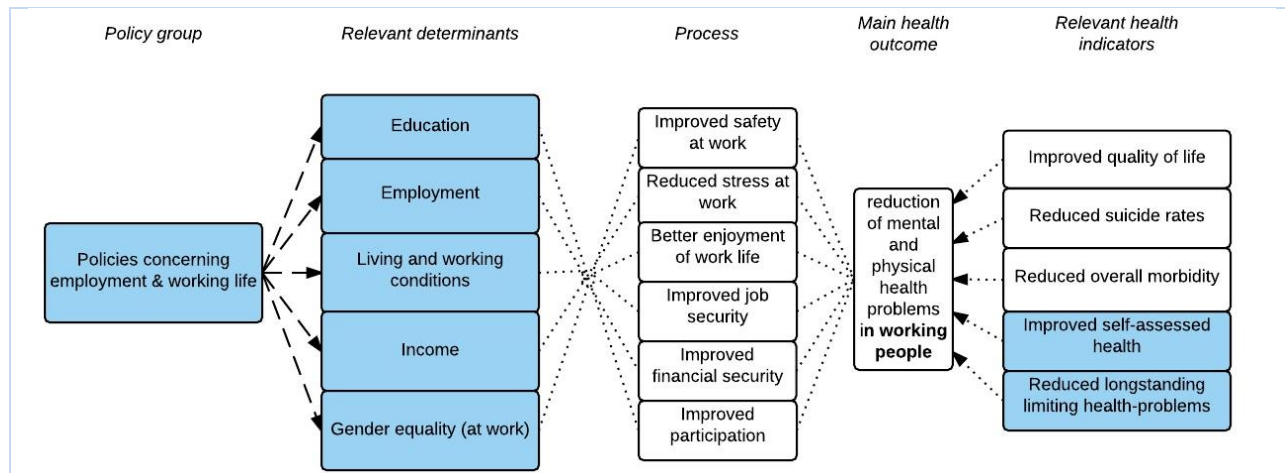 Policy group
Relevant determinants
Process
Main health
outcome
Relevant health
indicators
Policies concerning
employment & working life
Education
Employment
Living and working
conditions
Income
Gender equality (at work)
Improved safety
at work
Reduced stress at
work
Better enjoyment
of work life
Improved job
security
Improved
financial security
Improved
participation
reduction
of mental
and
physical
health
problems
in working
people
Improved quality of life
Reduced suicide rates
Reduced overall morbidity
Improved self-assessed
health
Reduced longstanding
limiting health-problems